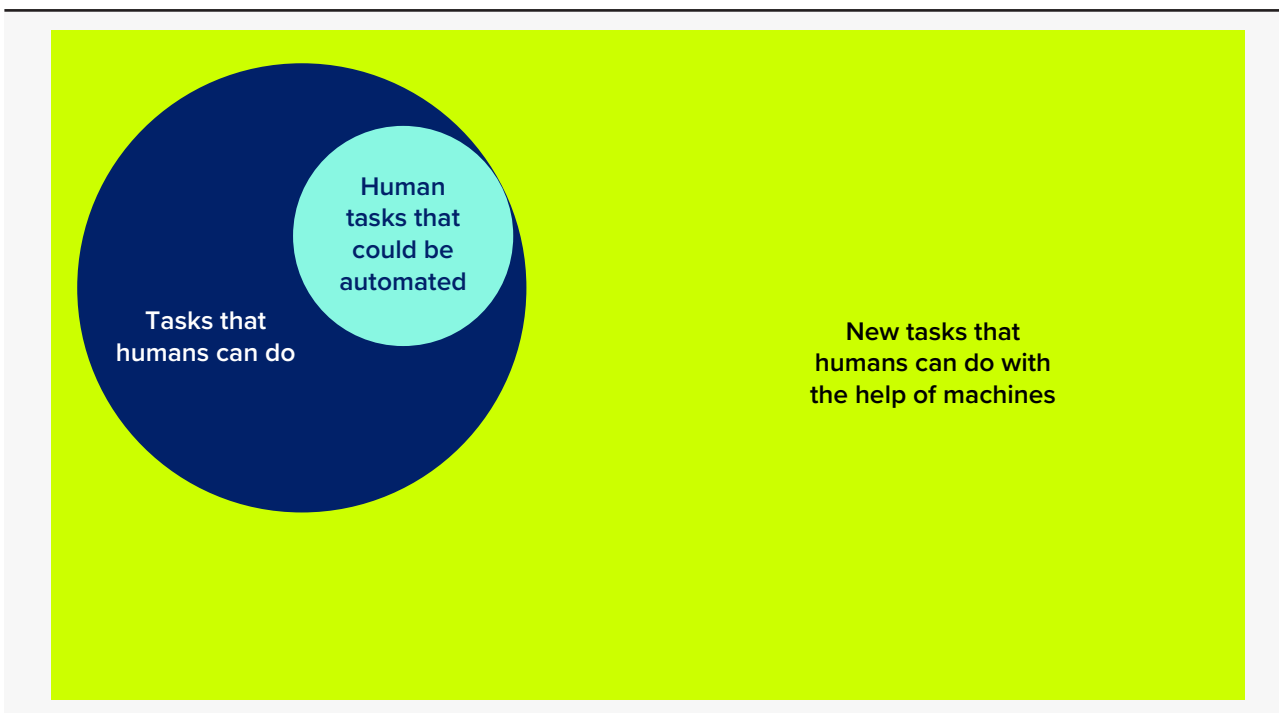 Human
tasks that
could be
automated
Tasks that
humans can do
New tasks that
humans can do with
the help of machines